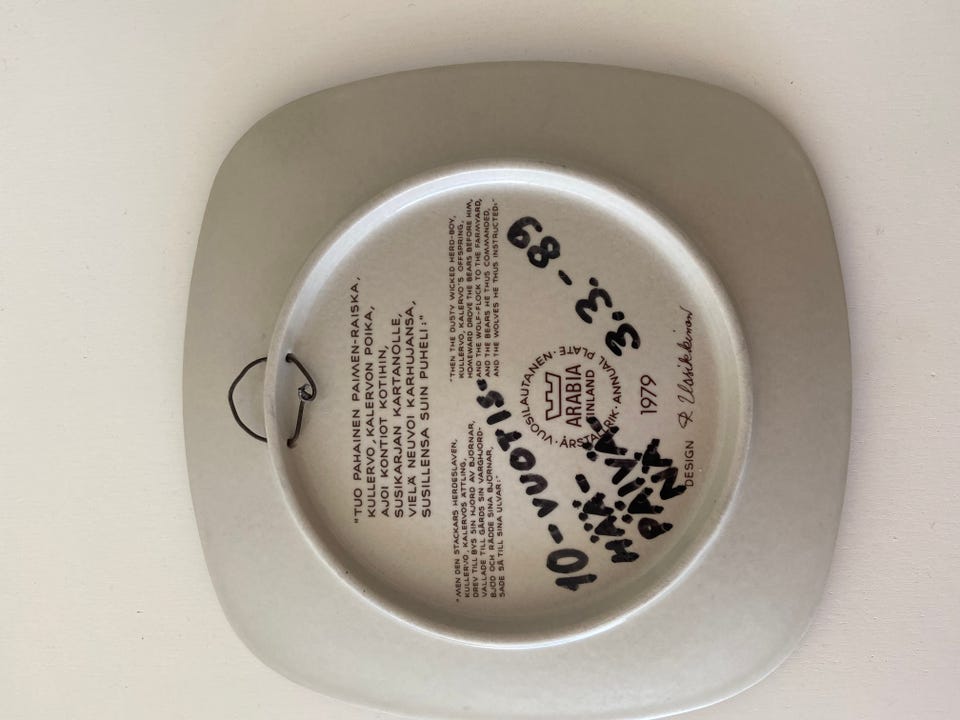 "TUO PAHAINEN PAIMEN-RAISKA,
KULLERVO, KALERVON POIKA,
AJOI KONTIOT KOTIHIN,
SUSIKARJAN KARTANOLLE,
VIELÄ NEUVOI KARHUJANSA,
SUSILLENSA SUIN PUHELI:"
"MEN DEN STACKARS HERDESLAVEN,
KULLERVO, KALERVOS ÄTTLING,
DREV TILL BYS SIN HJORD AV BJÖRNAR,
VALLADE TILL GÅRDS SIN VARGHJORD-
BJÖD OCH RÅDDE SINA BJÖRNAR,
SADE SÅ TILL SINA ULVAR:"
"THEN THE DUSTY WICKED HERD-BOY,
KULLERVO, KALERVO'S OFFSPRING,
HOMEWARD DROVE THE BEARS BEFORE HIM,
AND THE WOLF-FLOCK TO THE FARMYARD,
AND THE BEARS HE THUS COMMANDED,
AND THE WOLVES HE THUS INSTRUCTED:"
10-VUOTIS-
HÄÄ- 3.3.-89
PÄIVÄ
·VUOSILAUTANEN·
ÅRSTALLRIK·ANNUAL PLATE·
ARABIA
FINLAND
1979
DESIGN R Uosikkinen